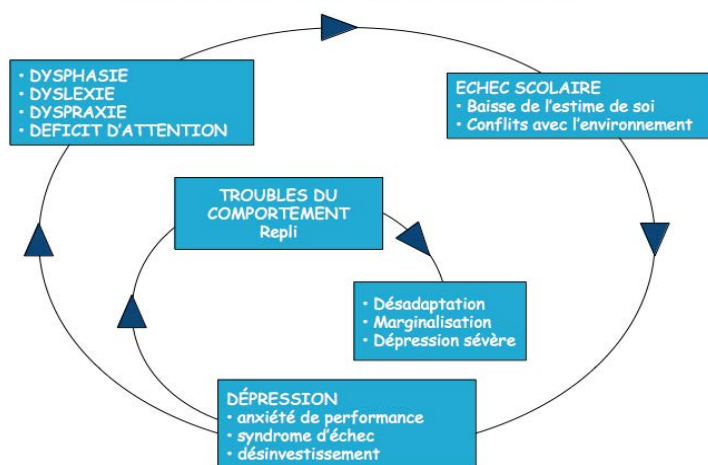 • DYSPHASIE
• DYSLEXIE
• DYSPRAXIE
• DEFICIT D'ATTENTION
ECHEC SCOLAIRE
• Baisse de l'estime de soi
• Conflits avec l'environnement
TROUBLES DU
COMPORTEMENT
Repli
• Désadaptation
• Marginalisation
• Dépression sévère
DÉPRESSION
• anxiété de performance
• syndrome d'échec
• désinvestissement